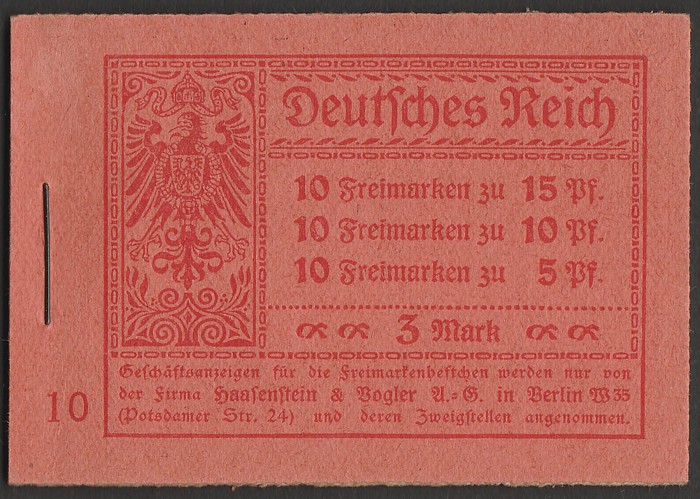 Deutsches Reich
10 Freimarken zu 15 Pf.
10 Freimarken zu 10 Pf.
10 Freimarken zu 5 Pf.
3 Mark
Geschäftsanzeigen für die Freimarkenheftchen werden nur von
der Firma Haasenstein & Vogler A.=G. in Berlin W35
(Potsdamer Str. 24) und deren Zweigstellen angenommen.
10